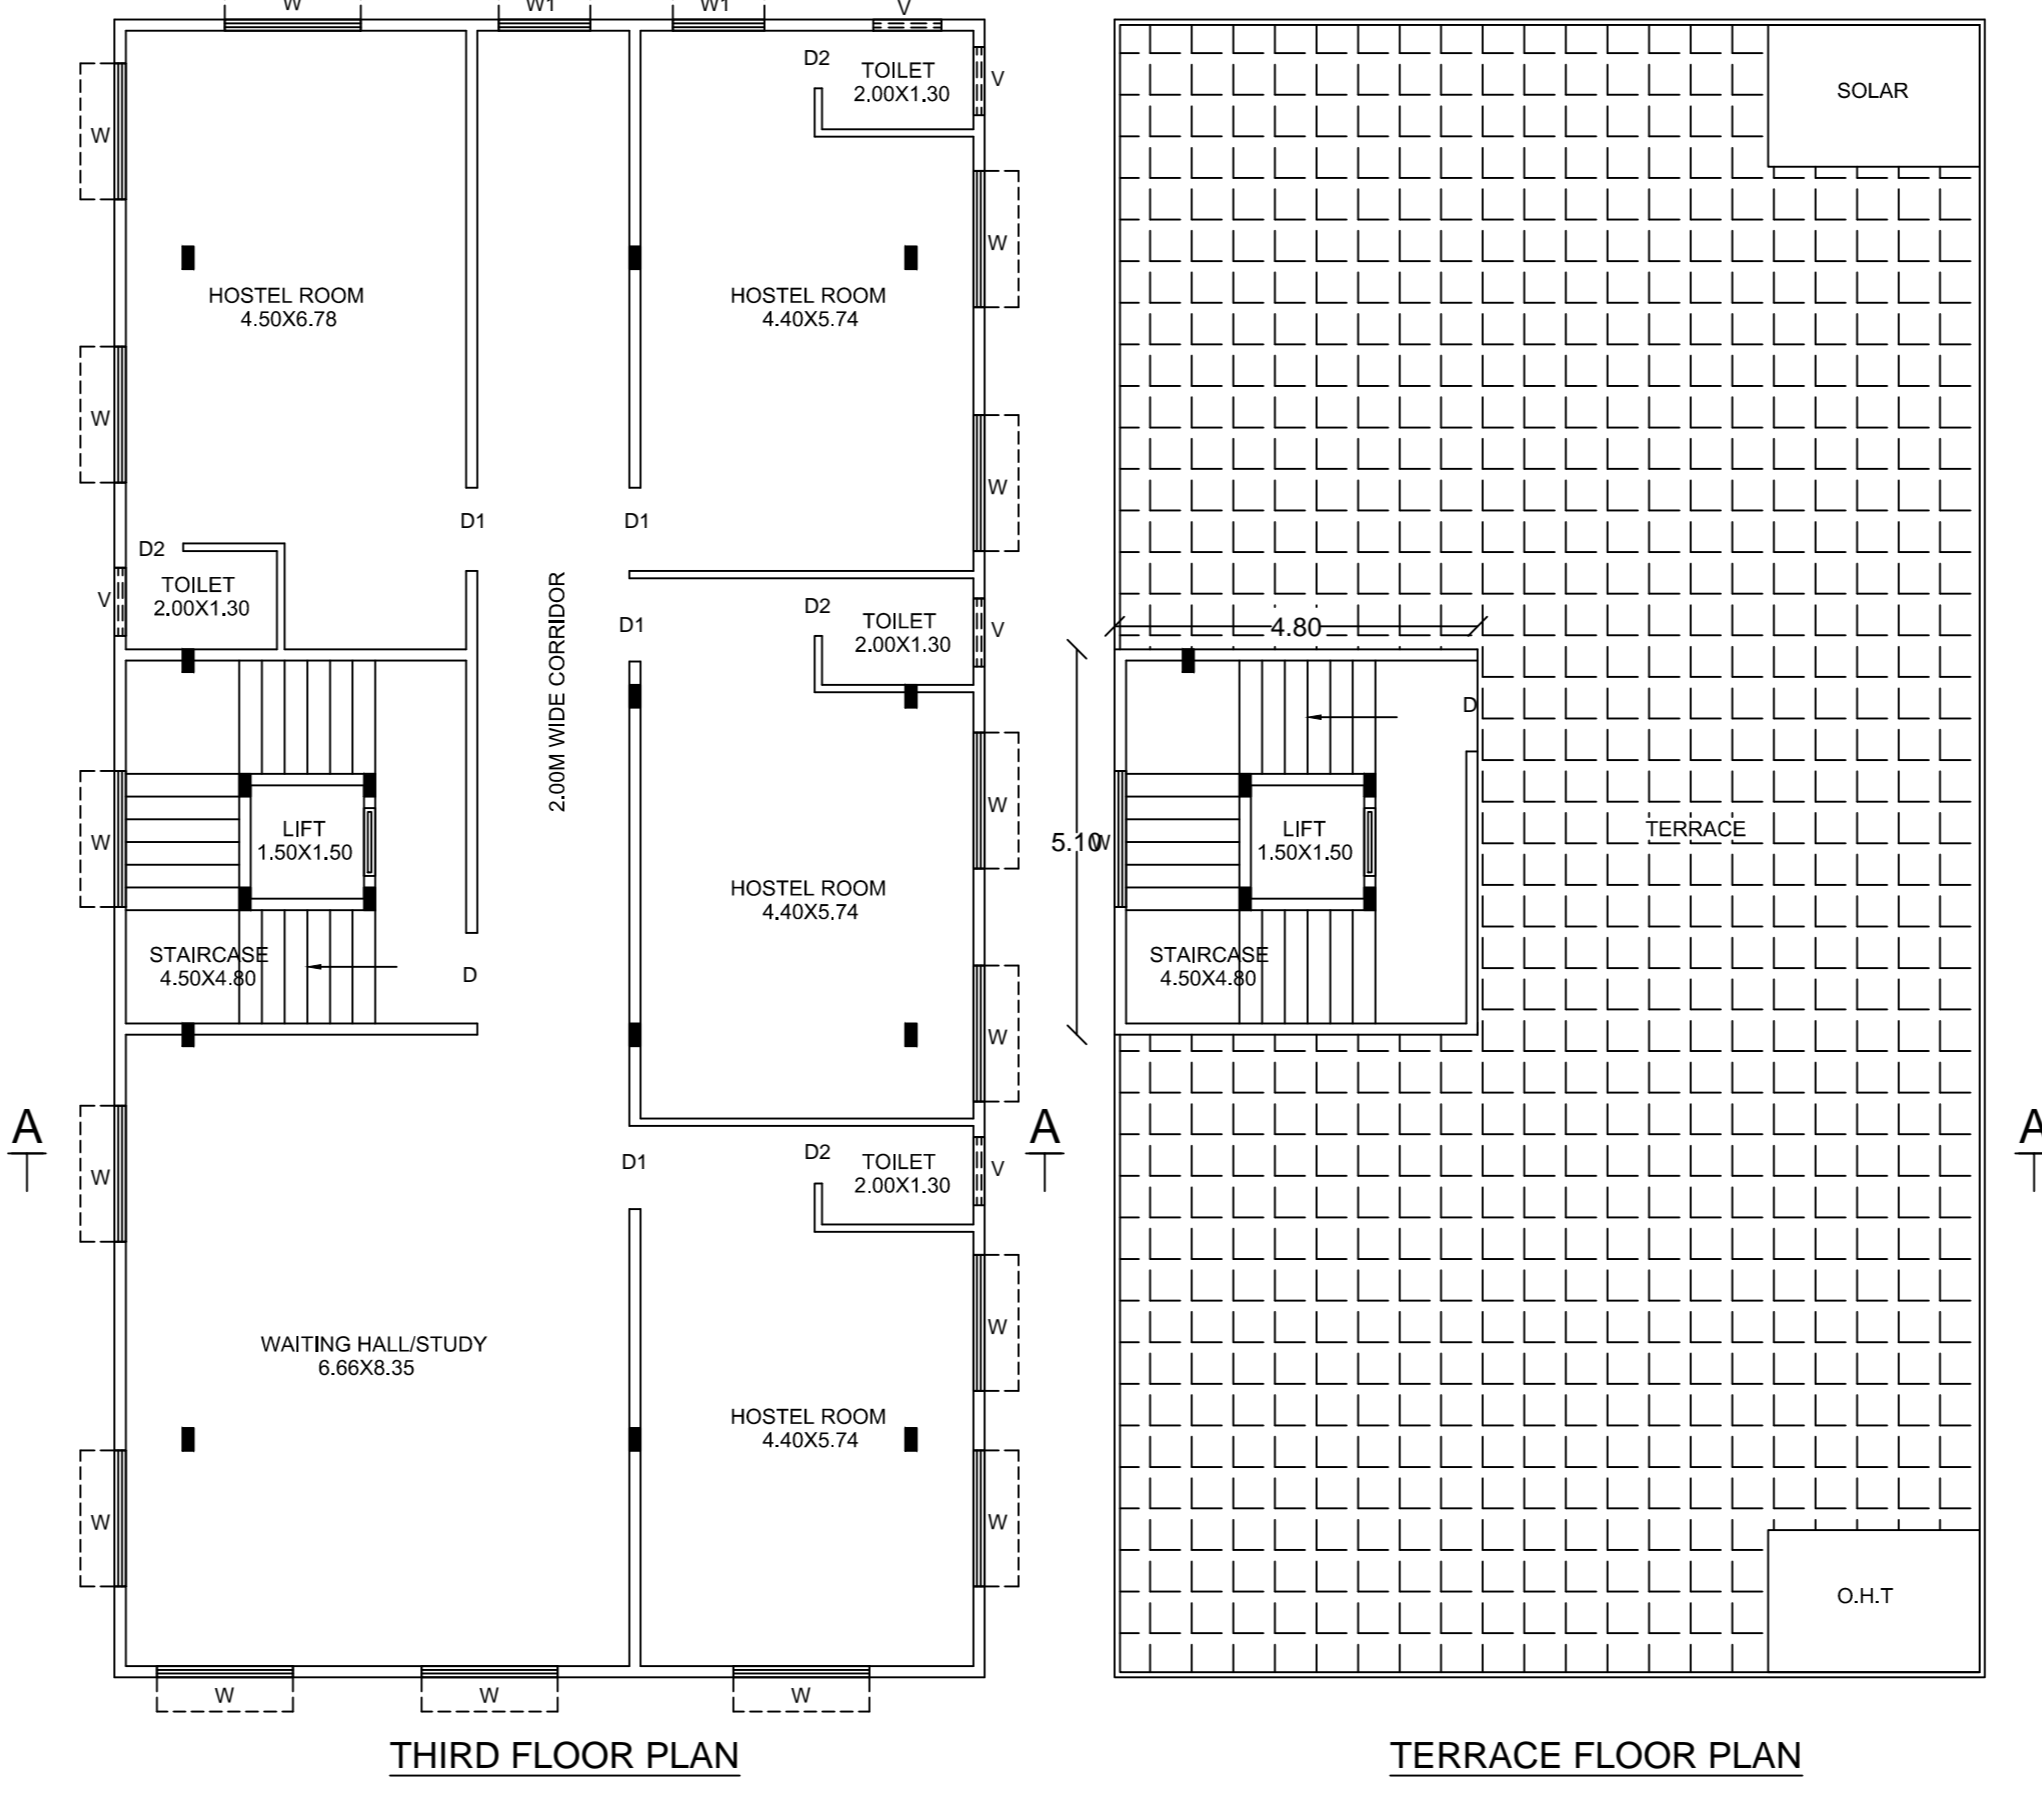 W
W1
W1
V
D2
TOILET
2.00X1.30
V
W
W
HOSTEL ROOM
4.50X6.78
HOSTEL ROOM
4.40X5.74
W
W
D1
D1
D2
TOILET
2.00X1.30
V
2.00M WIDE CORRIDOR
D1
D2
TOILET
2.00X1.30
V
W
LIFT
1.50X1.50
W
HOSTEL ROOM
4.40X5.74
STAIRCASE
4.50X4.80
D
W
A
A
W
D1
D2
TOILET
2.00X1.30
V
WAITING HALL/STUDY
6.66X8.35
W
HOSTEL ROOM
4.40X5.74
W
W
W
W
W
THIRD FLOOR PLAN
SOLAR
4.80
D
5.10
W
LIFT
1.50X1.50
TERRACE
STAIRCASE
4.50X4.80
A
O.H.T
TERRACE FLOOR PLAN